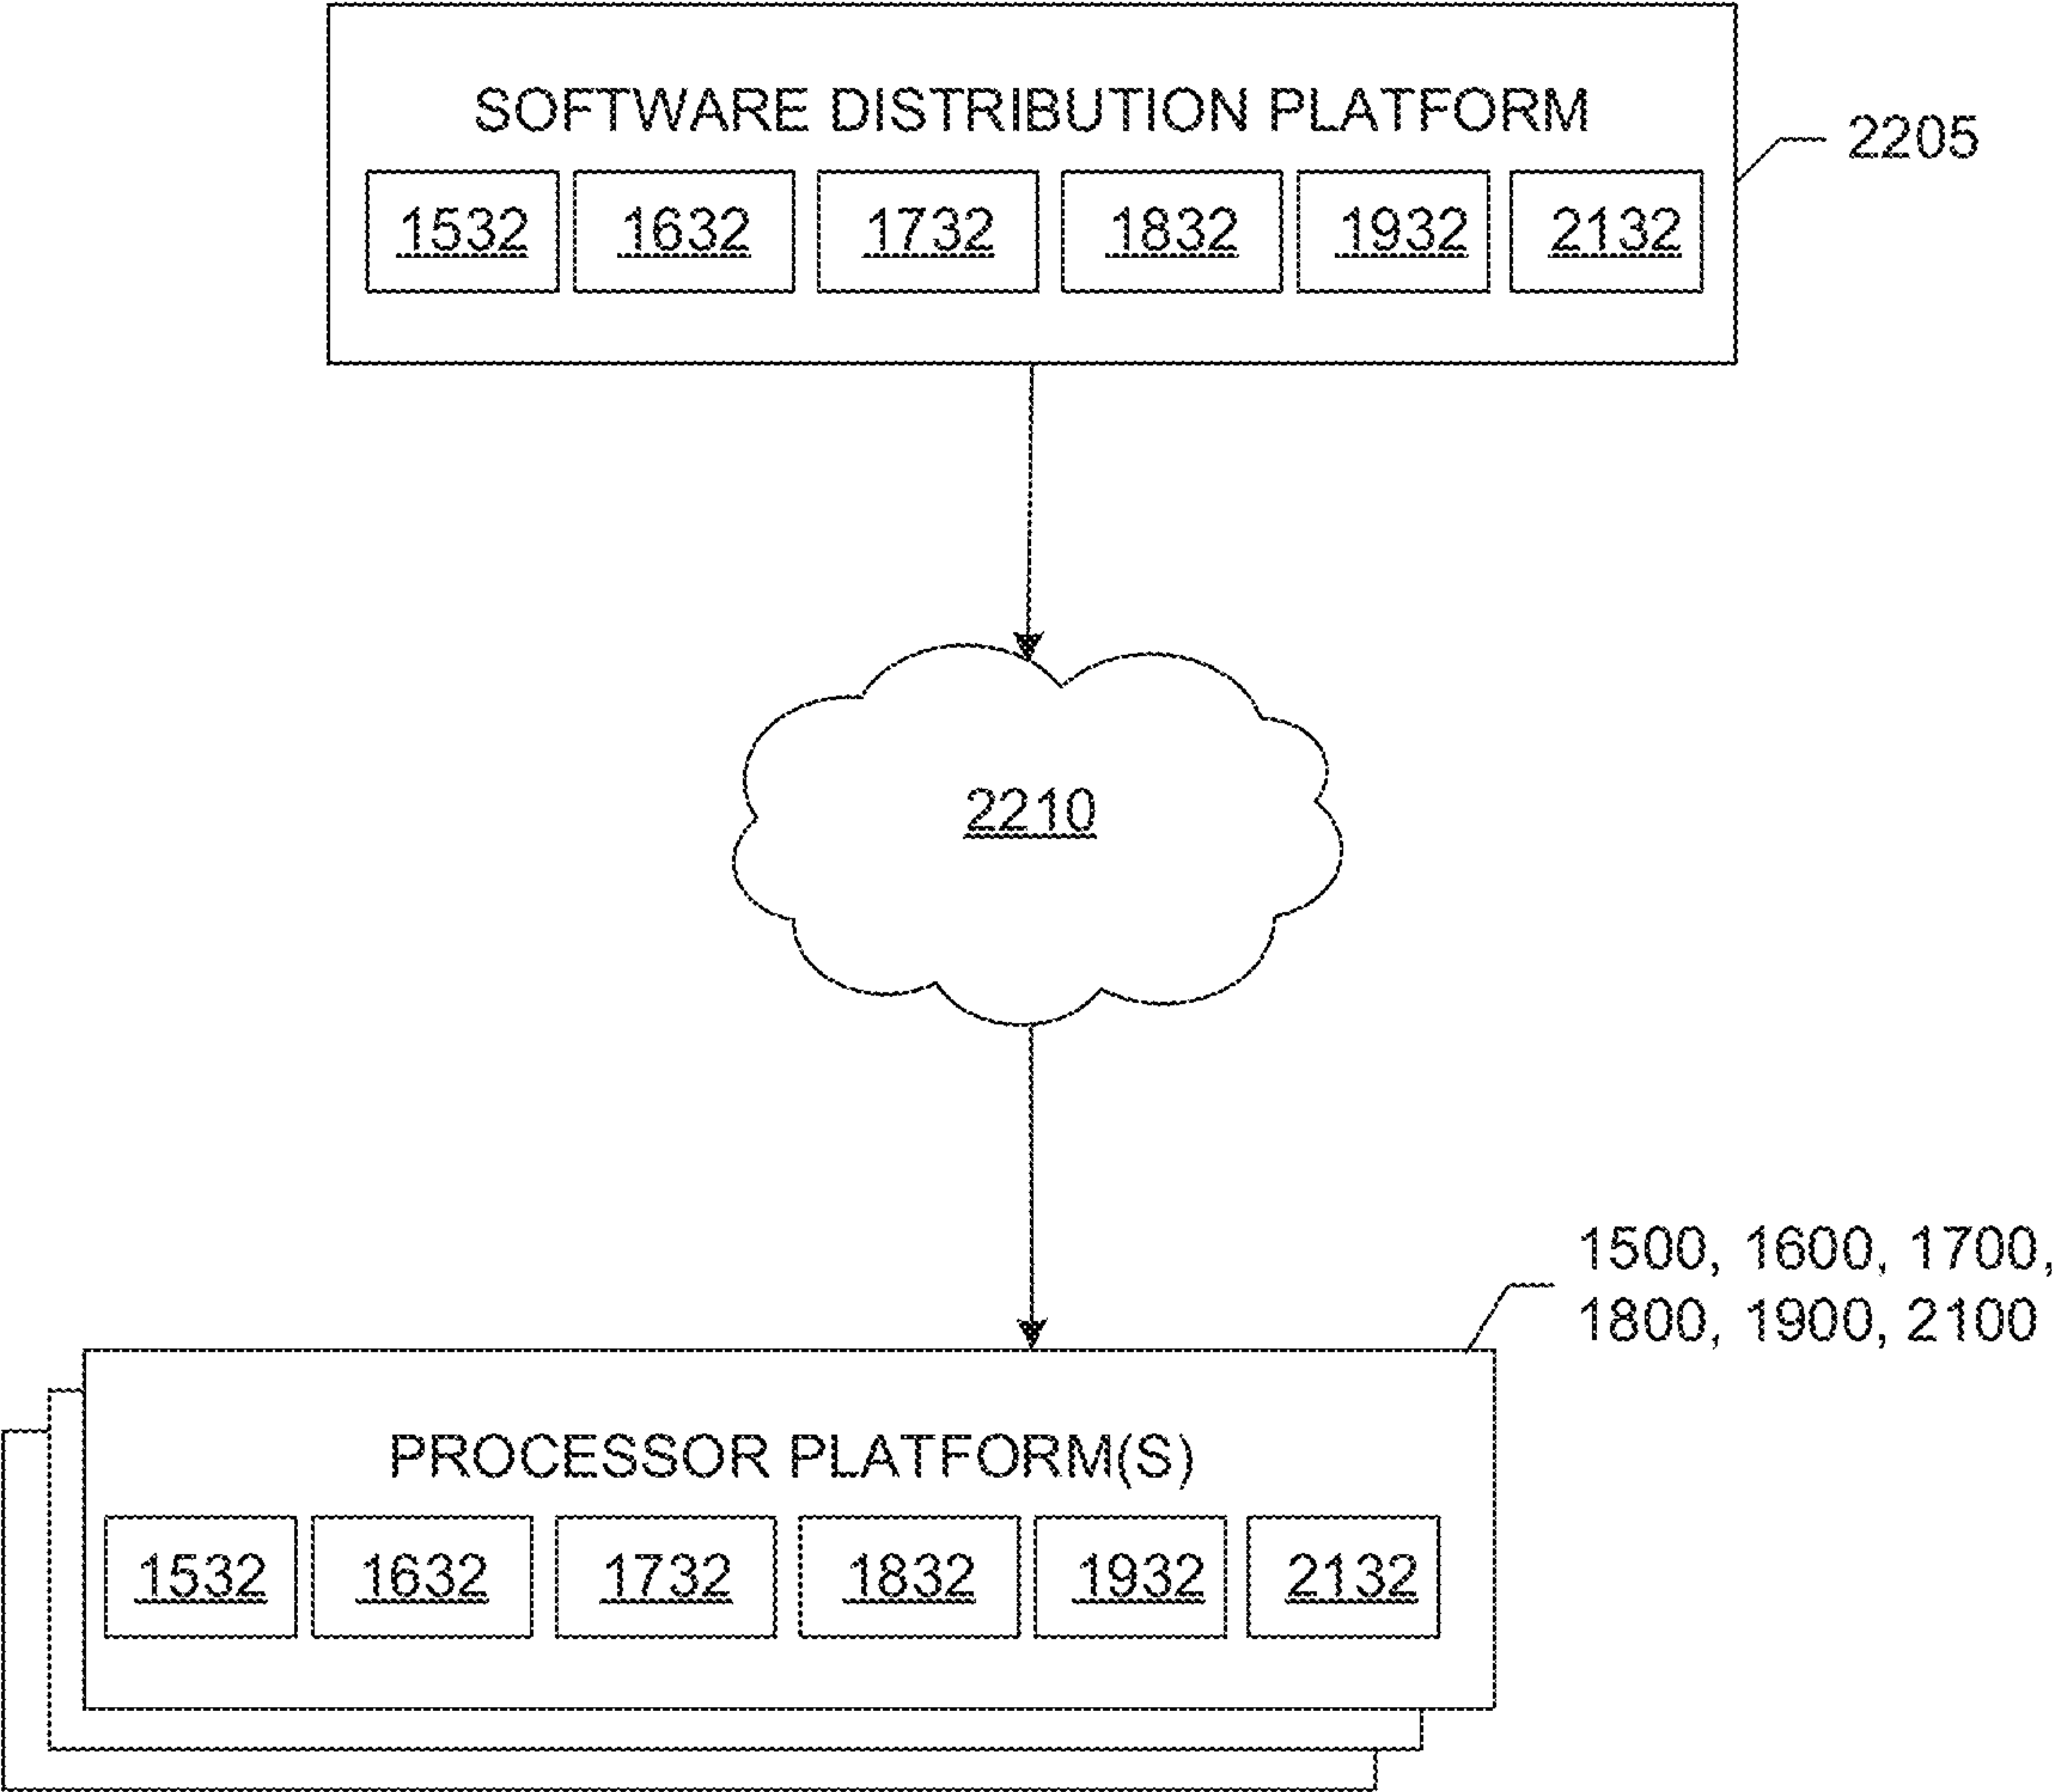 SOFTWARE DISTRIBUTION PLATFORM
2205
1532 1632 1732 1832 1932 2132
2210
1500, 1600, 1700,
1800, 1900, 2100
PROCESSOR PLATFORM(S)
1532 1632 1732 1832 1932 2132